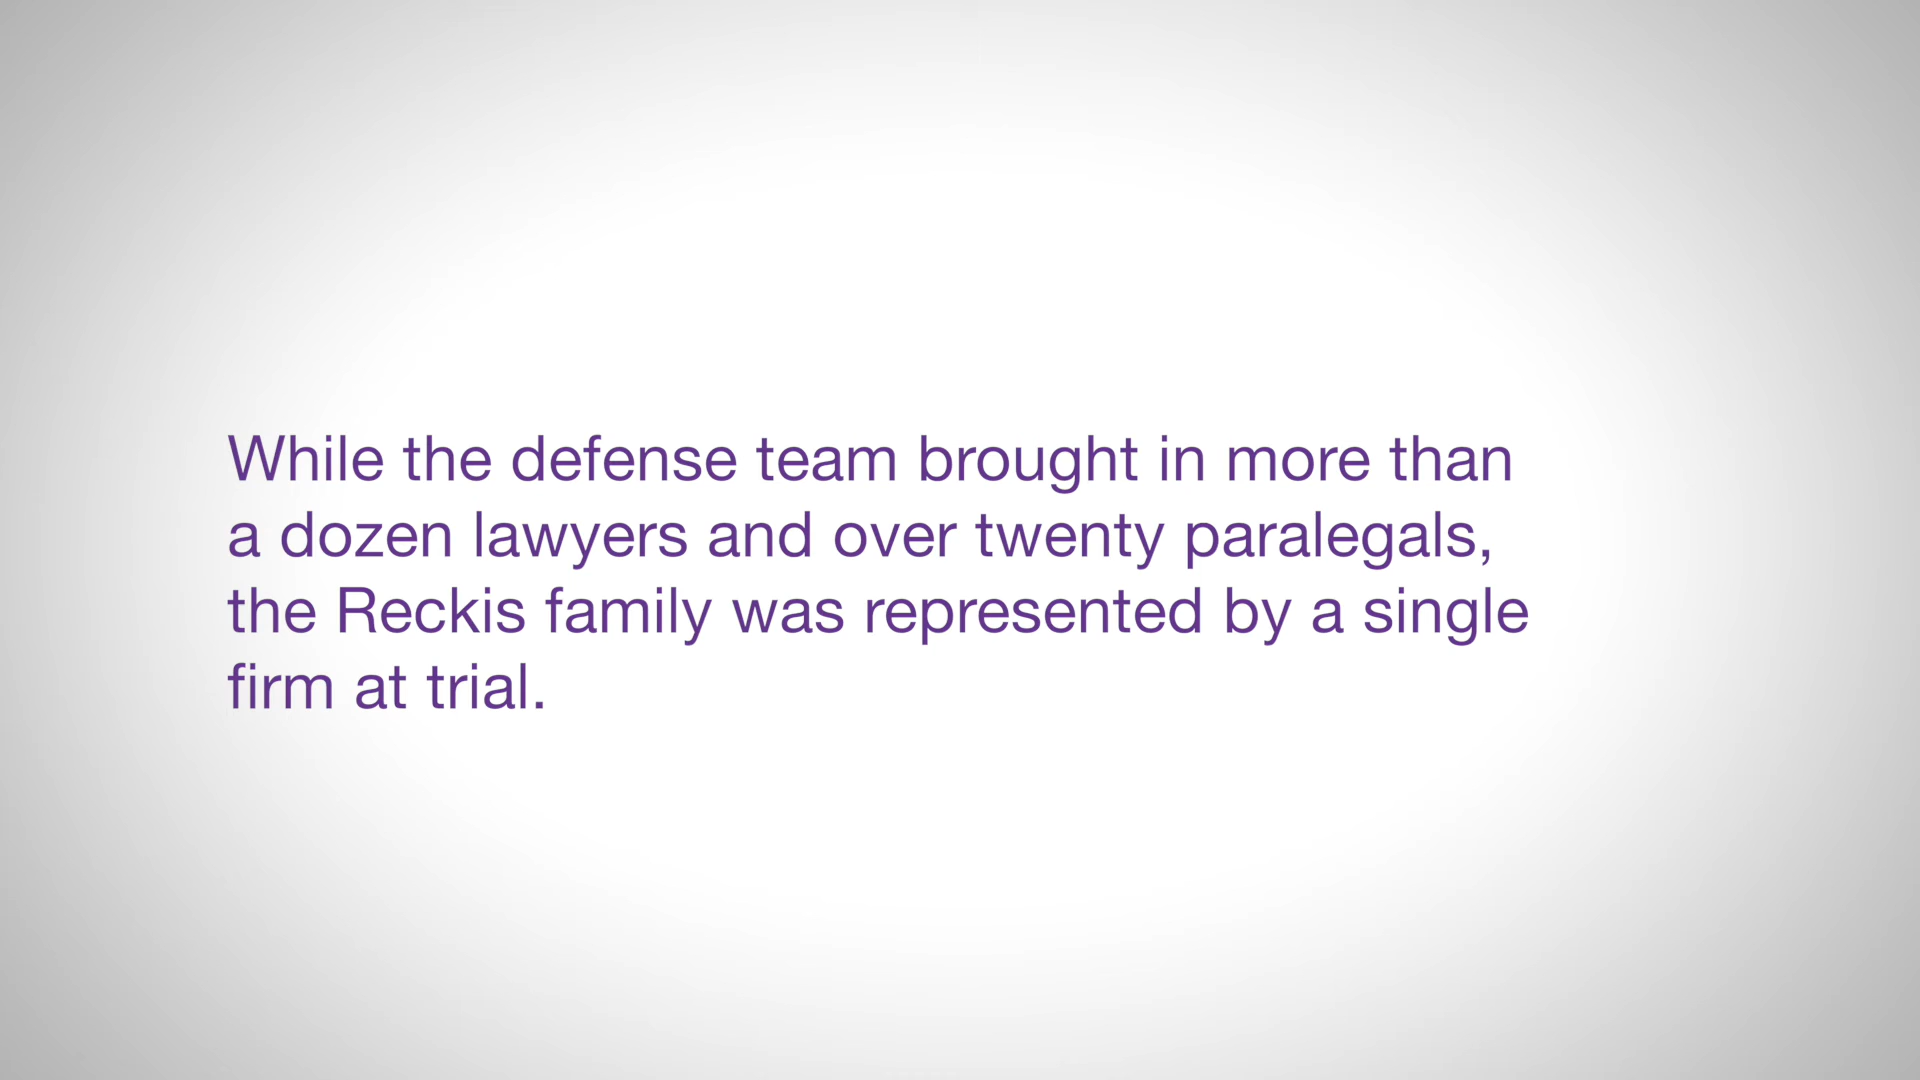 While the defense team brought in more than
a dozen lawyers and over twenty paralegals,
the Reckis family was represented by a single
firm at trial.